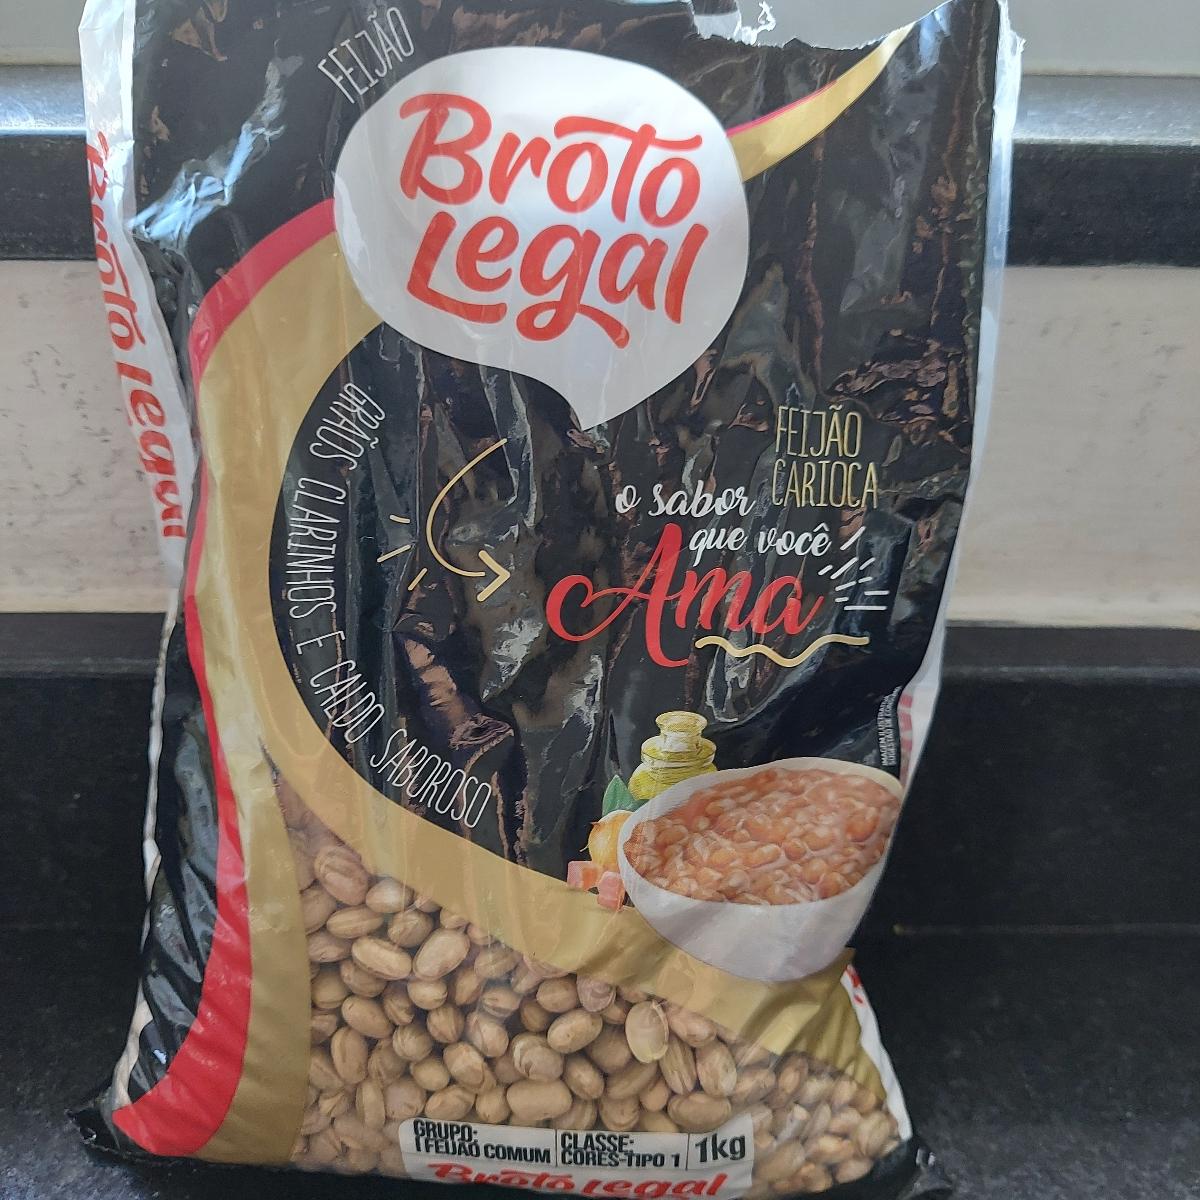 FEIJÃO
Broto
Legal
Broto legal
GRÃOS CLARINHOS E CALDO SABOROSO
FEIJÃO
CARIOCA
o sabor
que você
Ama
GRUPO:
1 FEIJÃO COMUM
CLASSE:
CORES-TIPO 1
1kg
Broto legal